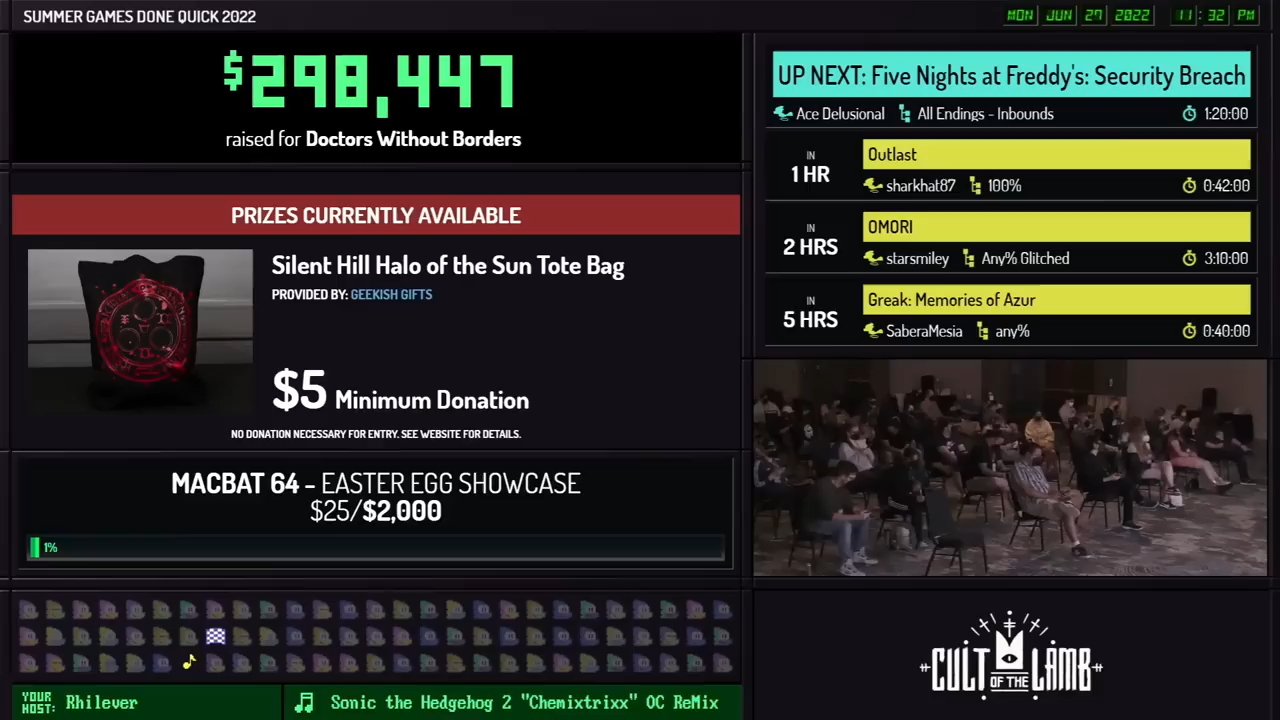 SUMMER GAMES DONE QUICK 2022
MON JUN 27 2022 11:32 PM
$298,447
raised for Doctors Without Borders
PRIZES CURRENTLY AVAILABLE
Silent Hill Halo of the Sun Tote Bag
PROVIDED BY: GEEKISH GIFTS
$5 Minimum Donation
NO DONATION NECESSARY FOR ENTRY. SEE WEBSITE FOR DETAILS.
MACBAT 64 - EASTER EGG SHOWCASE
$25/$2,000
1%
YOUR HOST: Rhilever
Sonic the Hedgehog 2 "Chemixtrixx" OC ReMix
UP NEXT: Five Nights at Freddy's: Security Breach
Ace Delusional All Endings - Inbounds 1:20:00
IN 1 HR
Outlast
sharkhat87 100% 0:42:00
IN 2 HRS
OMORI
starsmiley Any% Glitched 3:10:00
IN 5 HRS
Greak: Memories of Azur
SaberaMesia any% 0:40:00
CULT OF THE LAMB